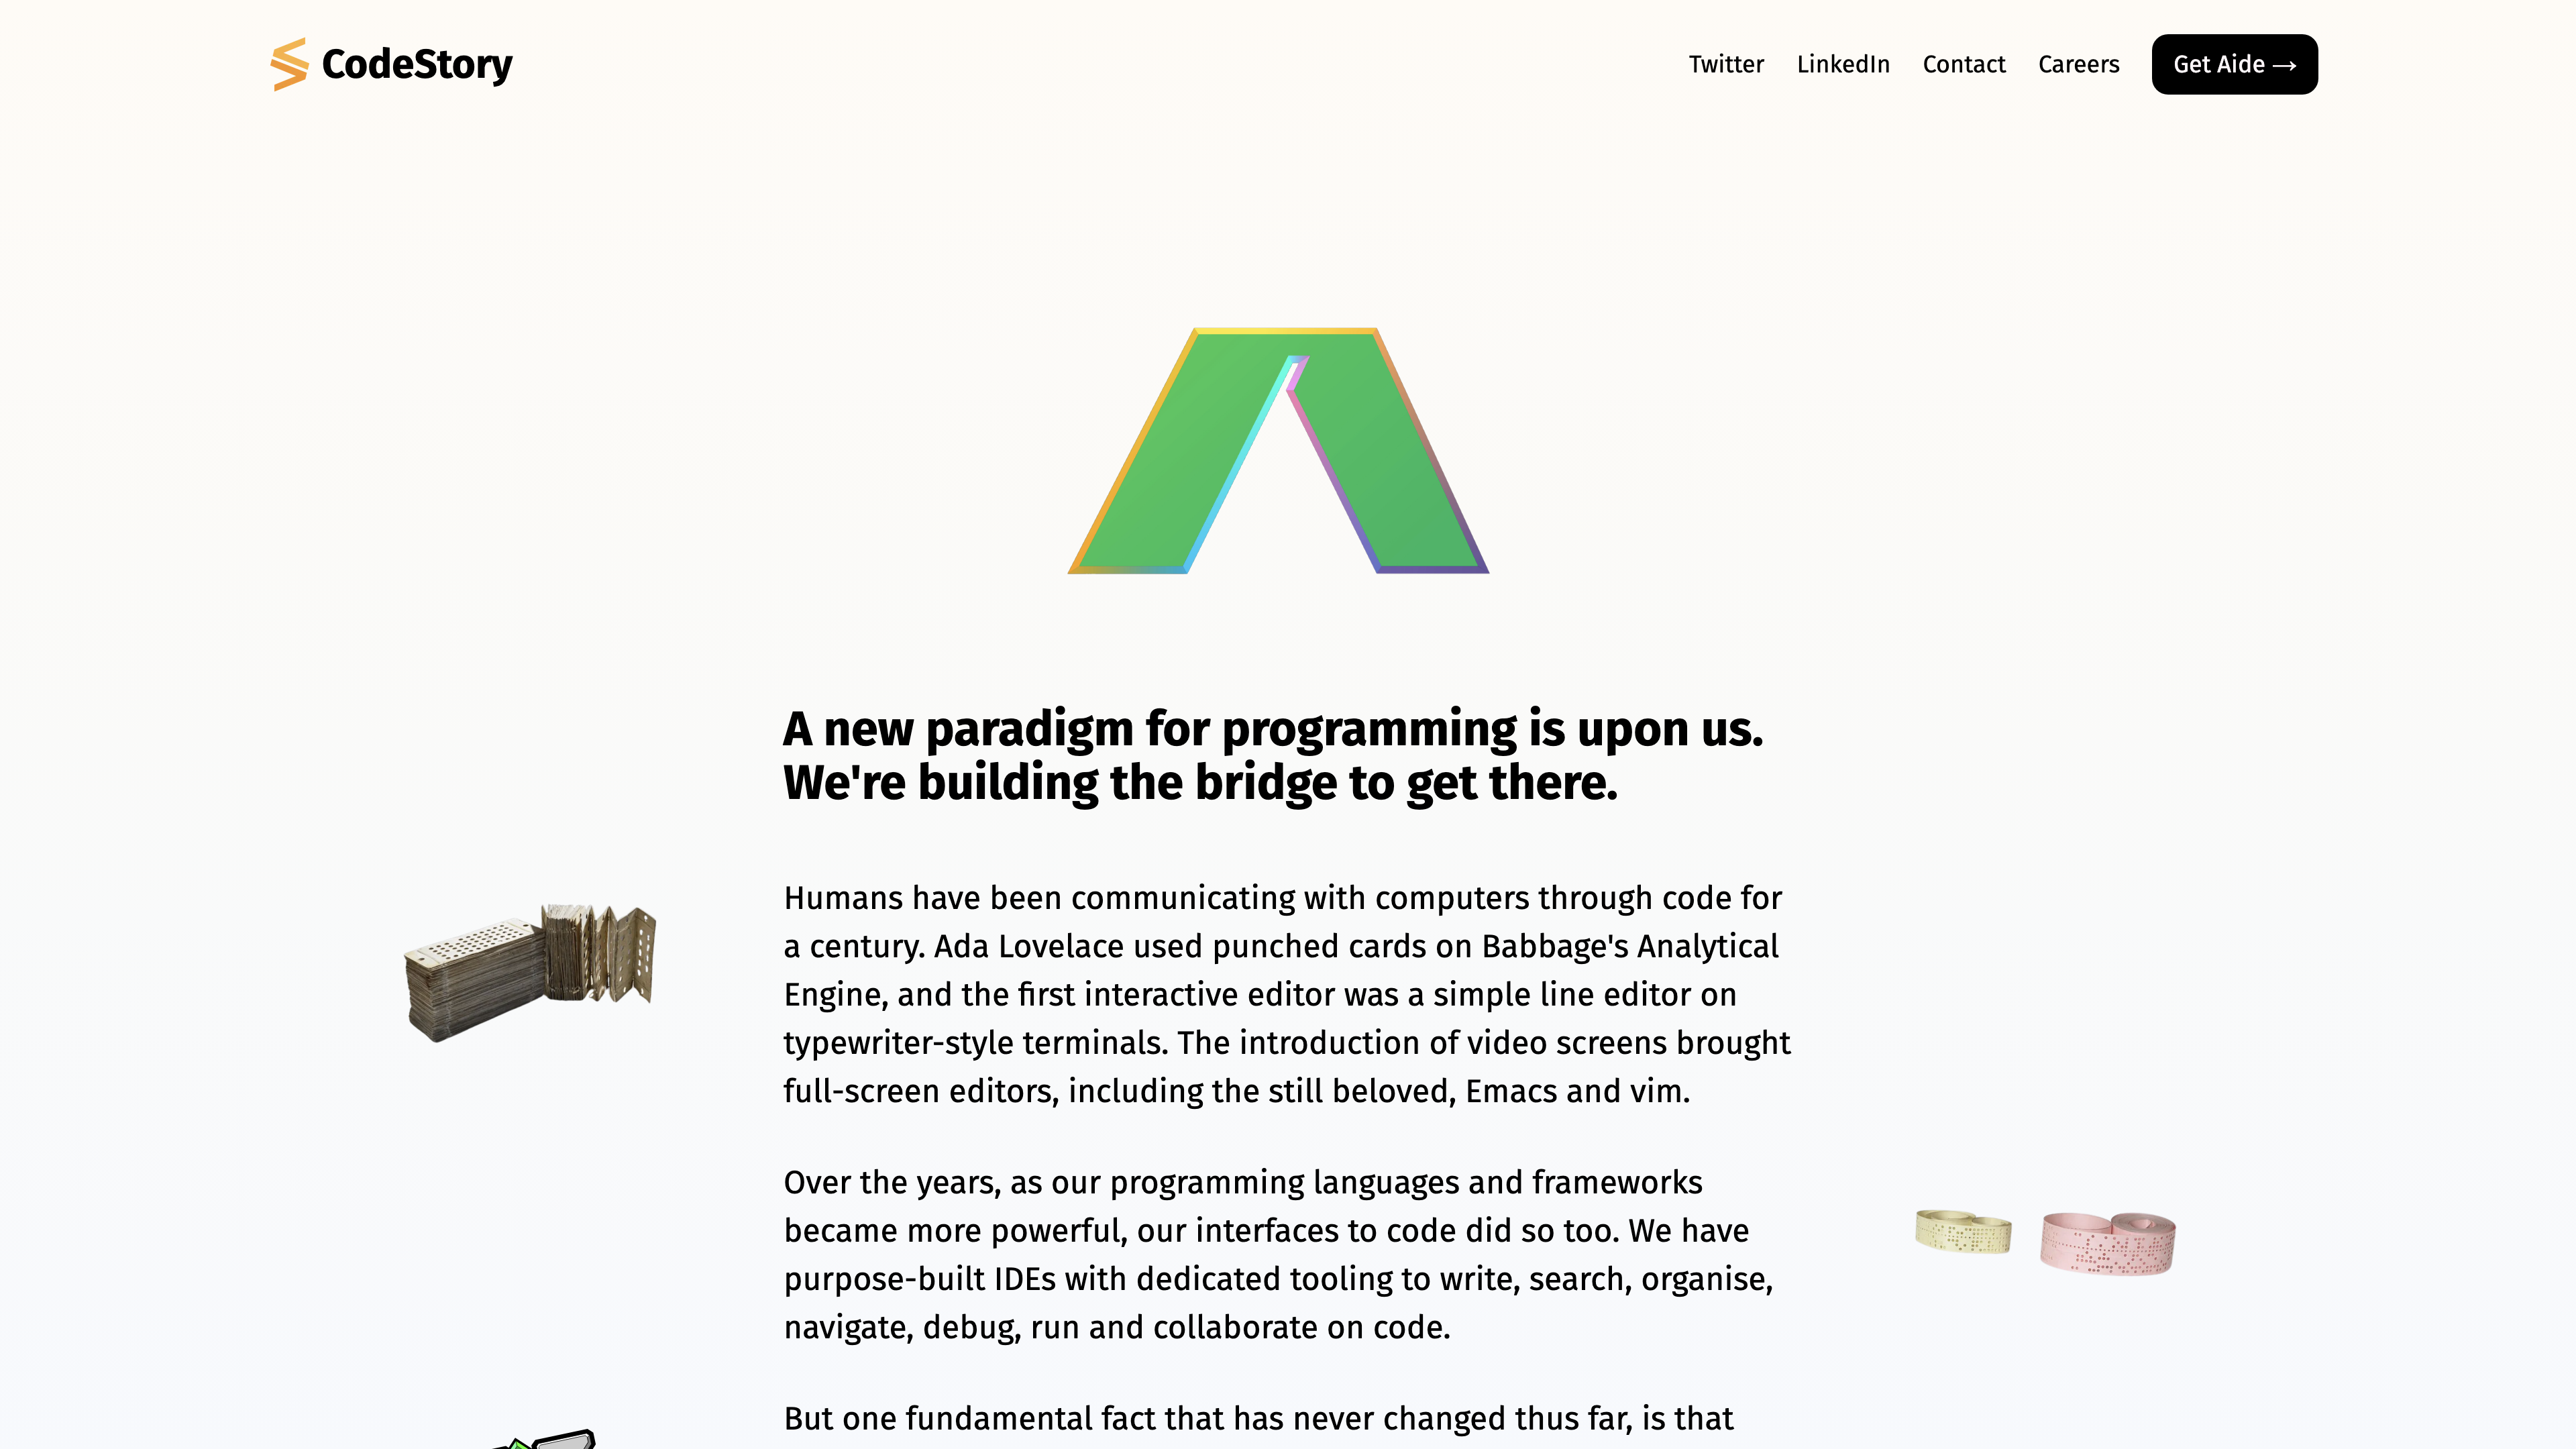 CodeStory
Twitter
LinkedIn
Contact
Careers
Get Aide →
A new paradigm for programming is upon us.
We're building the bridge to get there.
Humans have been communicating with computers through code for
a century. Ada Lovelace used punched cards on Babbage's Analytical
Engine, and the first interactive editor was a simple line editor on
typewriter-style terminals. The introduction of video screens brought
full-screen editors, including the still beloved, Emacs and vim.
Over the years, as our programming languages and frameworks
became more powerful, our interfaces to code did so too. We have
purpose-built IDEs with dedicated tooling to write, search, organise,
navigate, debug, run and collaborate on code.
But one fundamental fact that has never changed thus far, is that